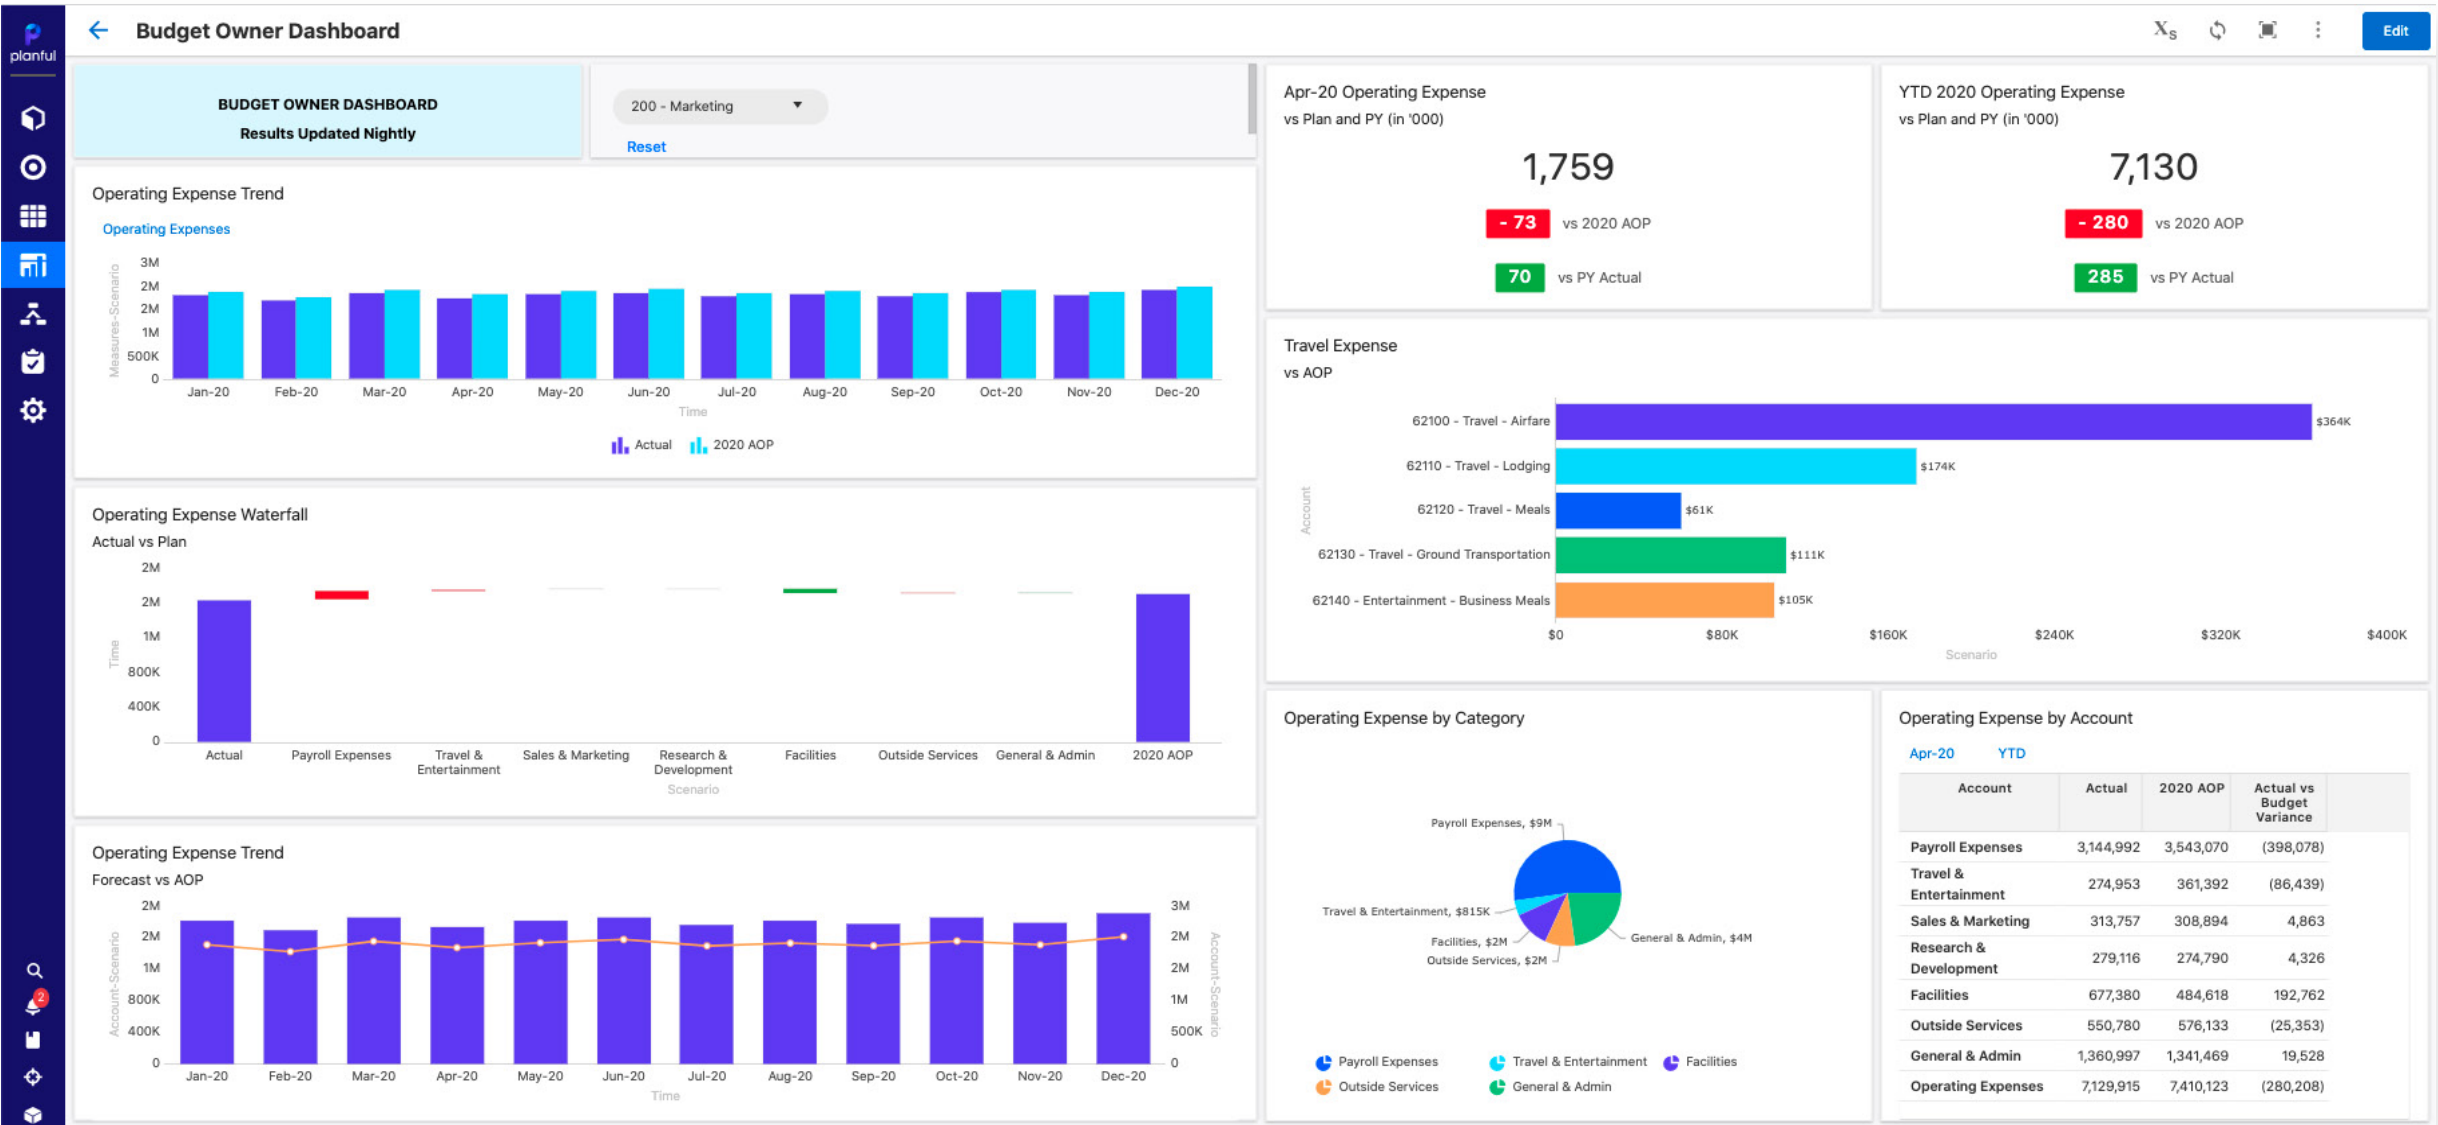 planful
Budget Owner Dashboard
Xs
Edit
BUDGET OWNER DASHBOARD
Results Updated Nightly
200 - Marketing
Reset
Operating Expense Trend
Operating Expenses
Measures-Scenario
3M
2M
2M
1M
500K
0
Jan-20 Feb-20 Mar-20 Apr-20 May-20 Jun-20 Jul-20 Aug-20 Sep-20 Oct-20 Nov-20 Dec-20
Time
Actual 2020 AOP
Operating Expense Waterfall
Actual vs Plan
Time
2M
2M
1M
800K
400K
0
Actual Payroll Expenses Travel & Entertainment Sales & Marketing Research & Development Facilities Outside Services General & Admin 2020 AOP
Scenario
Operating Expense Trend
Forecast vs AOP
Account-Scenario
2M
2M
1M
800K
400K
0
3M
2M
2M
1M
500K
0
Account-Scenario
Jan-20 Feb-20 Mar-20 Apr-20 May-20 Jun-20 Jul-20 Aug-20 Sep-20 Oct-20 Nov-20 Dec-20
Time
2
Apr-20 Operating Expense
vs Plan and PY (in '000)
1,759
- 73 vs 2020 AOP
70 vs PY Actual
YTD 2020 Operating Expense
vs Plan and PY (in '000)
7,130
- 280 vs 2020 AOP
285 vs PY Actual
Travel Expense
vs AOP
Account
62100 - Travel - Airfare $364K
62110 - Travel - Lodging $174K
62120 - Travel - Meals $61K
62130 - Travel - Ground Transportation $111K
62140 - Entertainment - Business Meals $105K
$0 $80K $160K $240K $320K $400K
Scenario
Operating Expense by Category
Payroll Expenses, $9M
Travel & Entertainment, $815K
Facilities, $2M
General & Admin, $4M
Outside Services, $2M
Payroll Expenses Travel & Entertainment Facilities
Outside Services General & Admin
Operating Expense by Account
Apr-20 YTD
Account Actual 2020 AOP Actual vs Budget Variance
Payroll Expenses 3,144,992 3,543,070 (398,078)
Travel & Entertainment 274,953 361,392 (86,439)
Sales & Marketing 313,757 308,894 4,863
Research & Development 279,116 274,790 4,326
Facilities 677,380 484,618 192,762
Outside Services 550,780 576,133 (25,353)
General & Admin 1,360,997 1,341,469 19,528
Operating Expenses 7,129,915 7,410,123 (280,208)